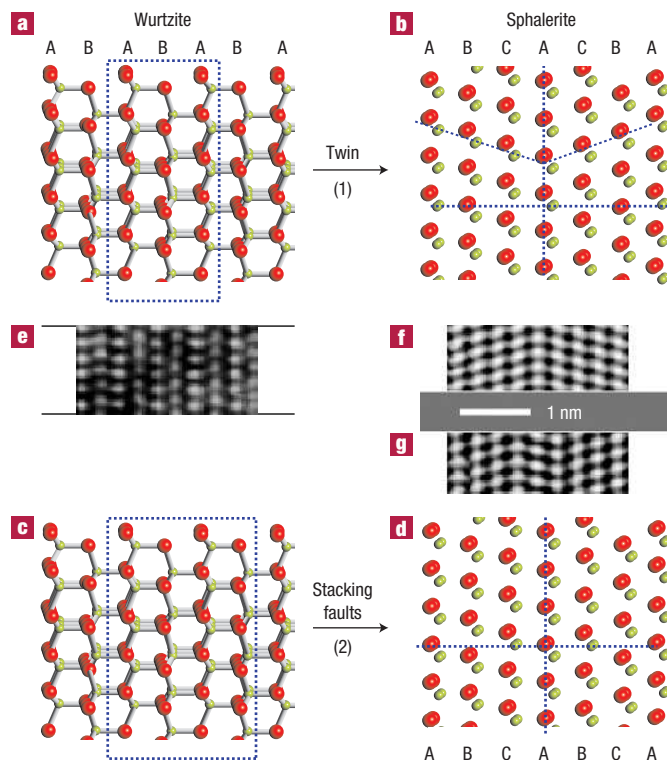 a
Wurtzite
A B A B A B A
b
Sphalerite
A B C A C B A
Twin
(1)
e
f
1 nm
g
c
Stacking
faults
(2)
d
A B C A B C A